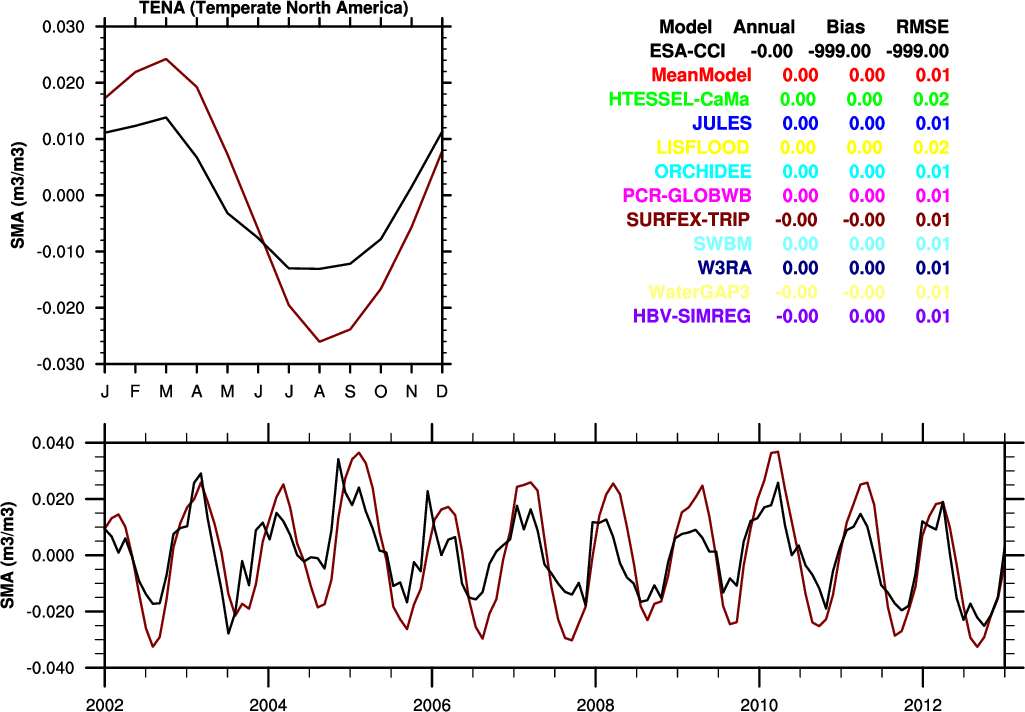 TENA (Temperate North America)
SMA (m3/m3)
0.030
0.020
0.010
0.000
-0.010
-0.020
-0.030
J F M A M J J A S O N D
Model Annual Bias RMSE
ESA-CCI -0.00 -999.00 -999.00
MeanModel 0.00 0.00 0.01
HTESSEL-CaMa 0.00 0.00 0.02
JULES 0.00 0.00 0.01
LISFLOOD 0.00 0.00 0.02
ORCHIDEE 0.00 0.00 0.01
PCR-GLOBWB 0.00 0.00 0.01
SURFEX-TRIP -0.00 -0.00 0.01
SWBM 0.00 0.00 0.01
W3RA 0.00 0.00 0.01
WaterGAP3 -0.00 -0.00 0.01
HBV-SIMREG -0.00 0.00 0.01
SMA (m3/m3)
0.040
0.020
0.000
-0.020
-0.040
2002 2004 2006 2008 2010 2012